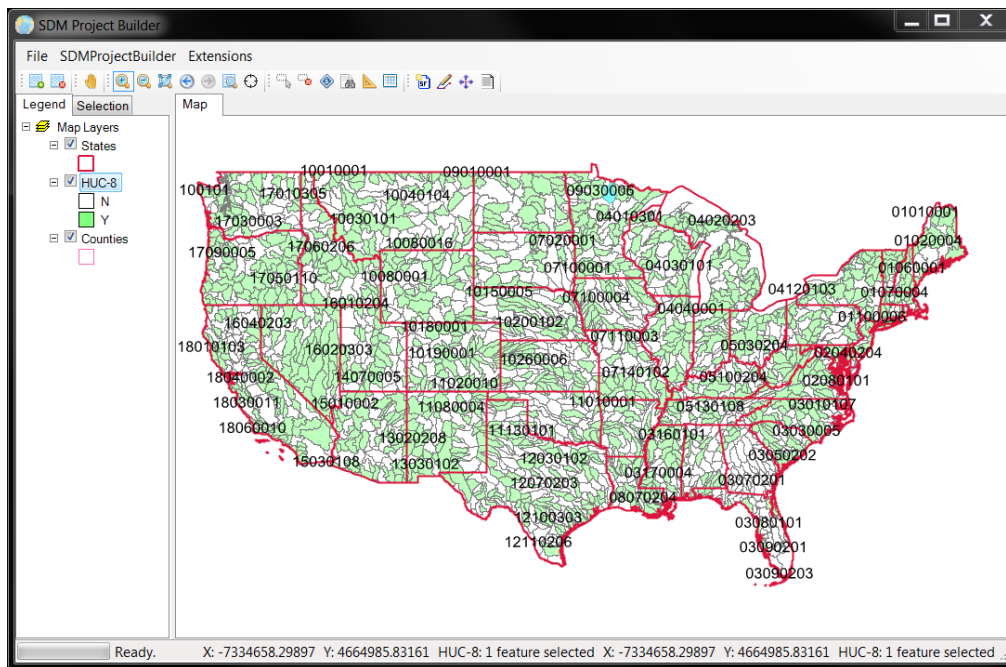 SDM Project Builder
File SDMProjectBuilder Extensions
SF
Legend Selection Map
Map Layers
States
HUC-8
N
Y
Counties
10010001 09010001
100101 17010305 10040104 09030006
17030003 10030101 04010301 04020203 01010001
17090005 17060206 10080016 07020001 01020004
17050110 10080001 07100001 04030101 01060001
16010204 10150005 07100004 04120103 01070004
16040203 10180001 10200102 04040001 01100006
18010103 16020303 10190001 10260006 07110003 05030204 02040204
18040002 14070005 11020010 07140102 05100204 02080101
18030011 15010002 11080004 11010001 05130108 03010107
18060010 13020208 11130101 03160101 03030005
15030108 13030102 12030102 03170004 03050202
12070203 08070204 03070201
12100303 03080101
12110206 03090201
03090203
Ready. X: -7334658.29897 Y: 4664985.83161 HUC-8: 1 feature selected X: -7334658.29897 Y: 4664985.83161 HUC-8: 1 feature selected